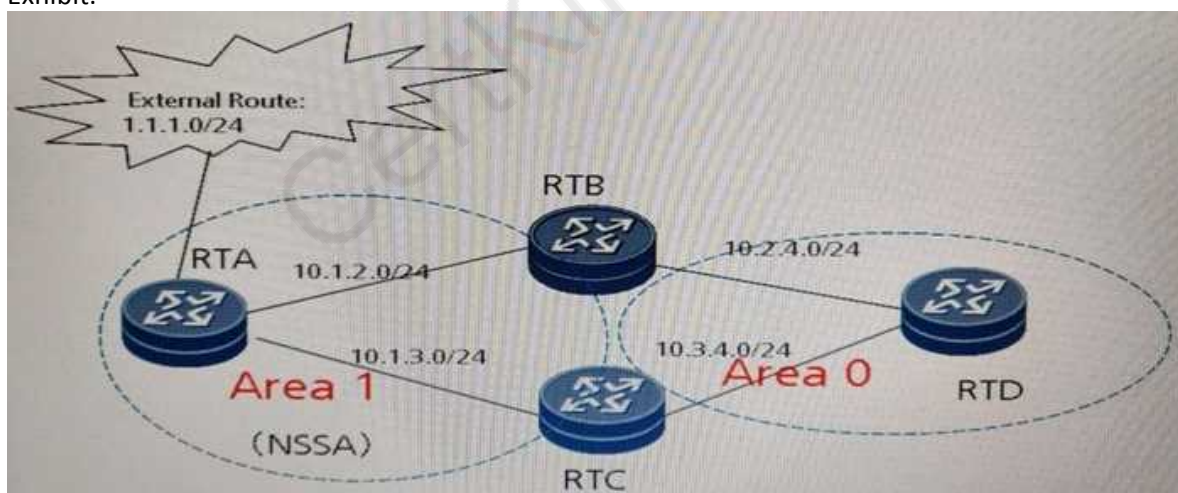 External Route:
1.1.1.0/24
RTB
RTA
10.1.2.0/24
10.2.4.0/24
10.1.3.0/24
10.3.4.0/24
Area 1
Area 0
RTD
(NSSA)
RTC